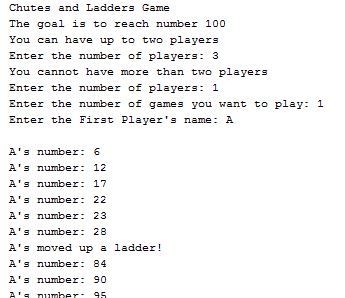 Chutes and Ladders Game
The goal is to reach number 100
You can have up to two players
Enter the number of players: 3
You cannot have more than two players
Enter the number of players: 1
Enter the number of games you want to play: 1
Enter the First Player's name: A
A's number: 6
A's number: 12
A's number: 17
A's number: 22
A's number: 23
A's number: 28
A's moved up a ladder!
A's number: 84
A's number: 90
A's number: 95